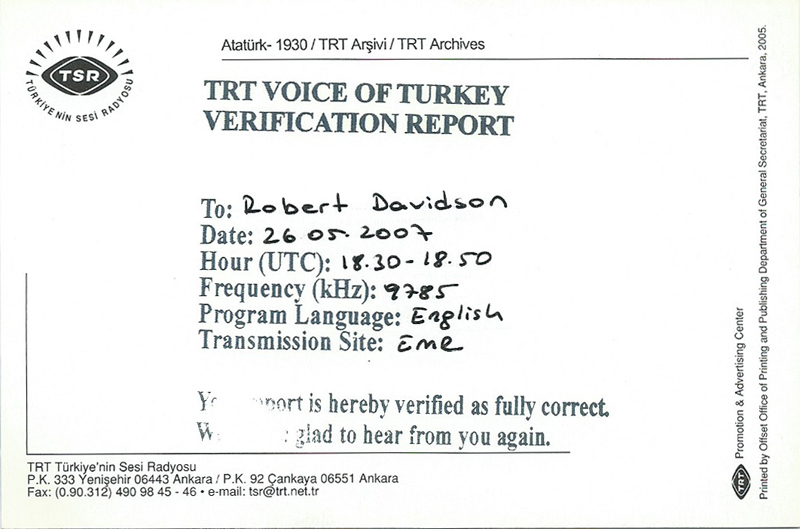 Atatürk- 1930 / TRT Arşivi / TRT Archives
TSR
TÜRKİYE'NİN SESİ RADYOSU
TRT VOICE OF TURKEY
VERIFICATION REPORT
To: Robert Davidson
Date: 26 05.2007
Hour (UTC): 18.30-18.50
Frequency (kHz): 9785
Program Language: English
Transmission Site: Eme
is hereby verified as fully correct.
glad to hear from you again.
TRT Türkiye'nin Sesi Radyosu
P.K. 333 Yenişehir 06443 Ankara / P.K. 92 Çankaya 06551 Ankara
Fax: (0.90.312) 490 98 45 - 46 • e-mail: tsr@trt.net.tr
TRT Promotion & Advertising Center
Printed by Offset Office of Printing and Publishing Department of General Secretariat, TRT, Ankara, 2005.